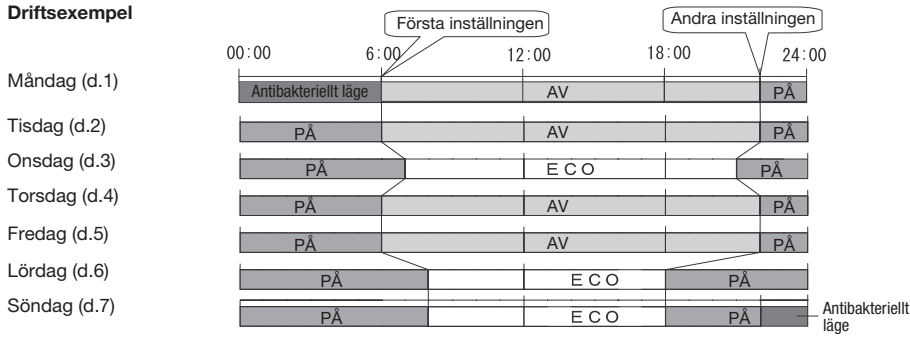 Driftsexempel
Första inställningen
Andra inställningen
00:00 6:00 12:00 18:00 24:00
Måndag (d.1) Antibakteriellt läge AV PÅ
Tisdag (d.2) PÅ AV PÅ
Onsdag (d.3) PÅ ECO PÅ
Torsdag (d.4) PÅ AV PÅ
Fredag (d.5) PÅ AV PÅ
Lördag (d.6) PÅ ECO PÅ
Söndag (d.7) PÅ ECO PÅ Antibakteriellt
läge